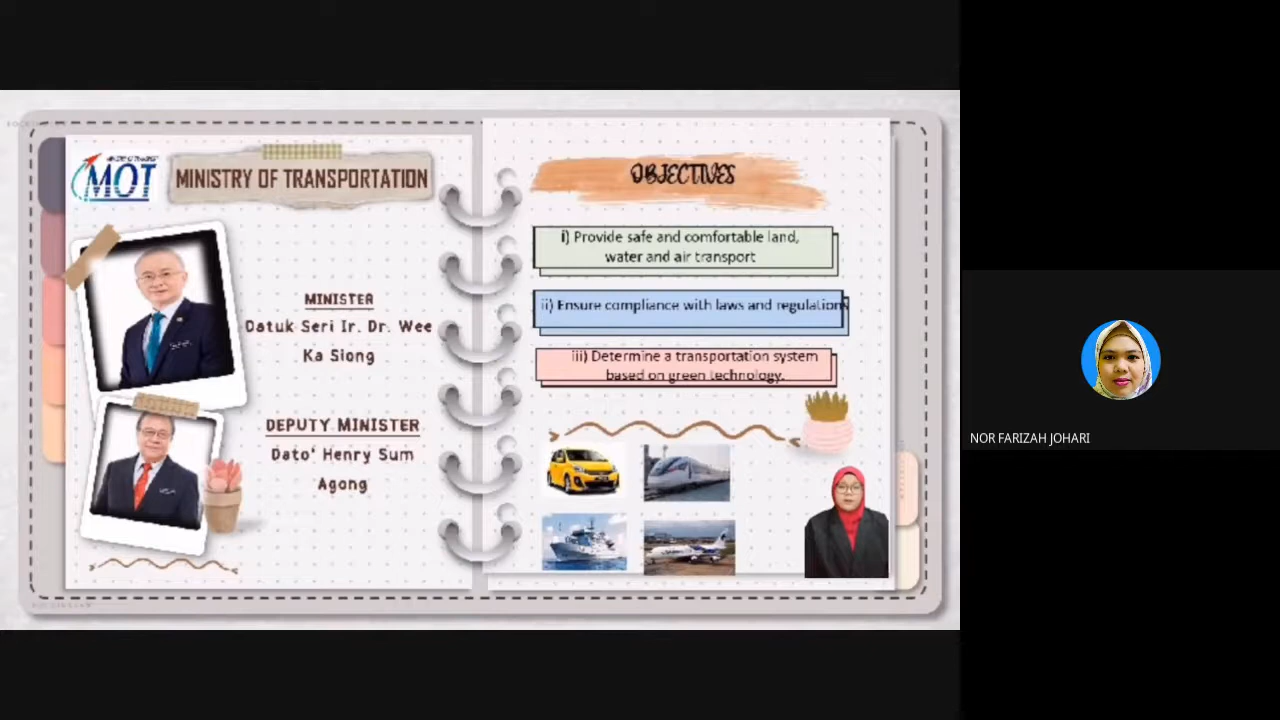 MOT
MINISTRY OF TRANSPORTATION
MINISTER
Datuk Seri Ir. Dr. Wee
Ka Siong
DEPUTY MINISTER
Dato' Henry Sum
Agong
OBJECTIVES
i) Provide safe and comfortable land,
water and air transport
ii) Ensure compliance with laws and regulations
iii) Determine a transportation system
based on green technology.
NOR FARIZAH JOHARI